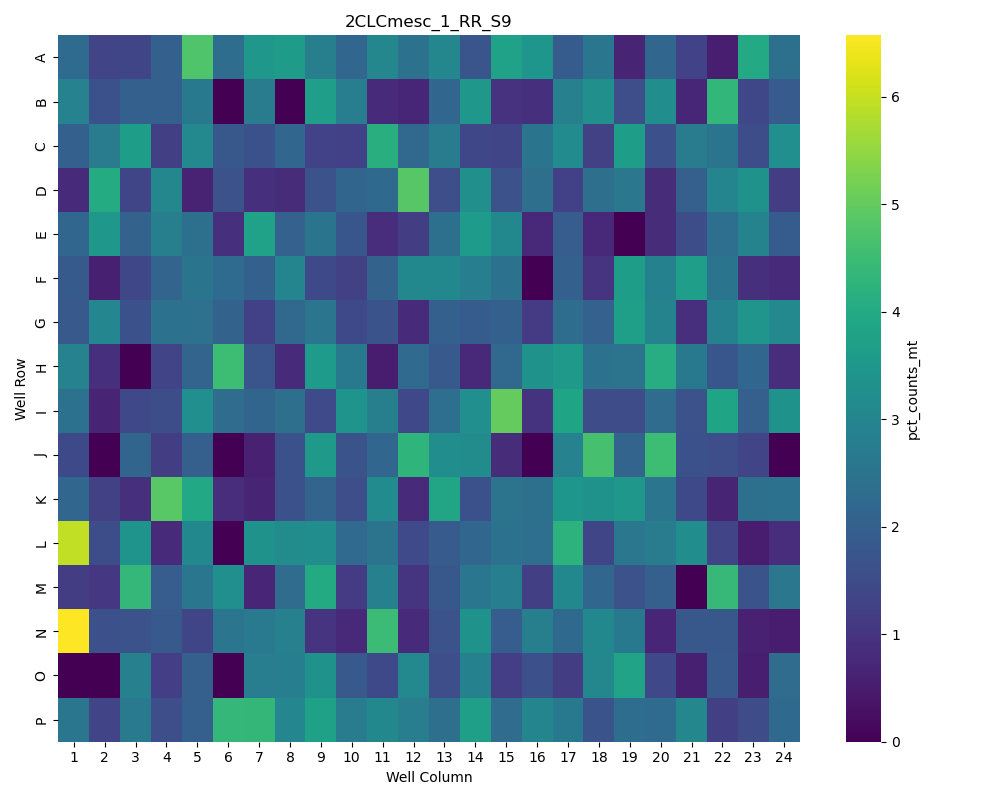 2CLCmesc_1_RR_S9
A
B
C
D
E
F
G
H
I
J
K
L
M
N
O
P
Well Row
1 2 3 4 5 6 7 8 9 10 11 12 13 14 15 16 17 18 19 20 21 22 23 24
Well Column
6
5
4
3
2
1
0
pct_counts_mt